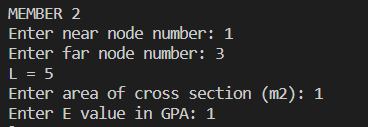 MEMBER 2
Enter near node number: 1
Enter far node number: 3
L = 5
Enter area of cross section (m2): 1
Enter E value in GPA: 1